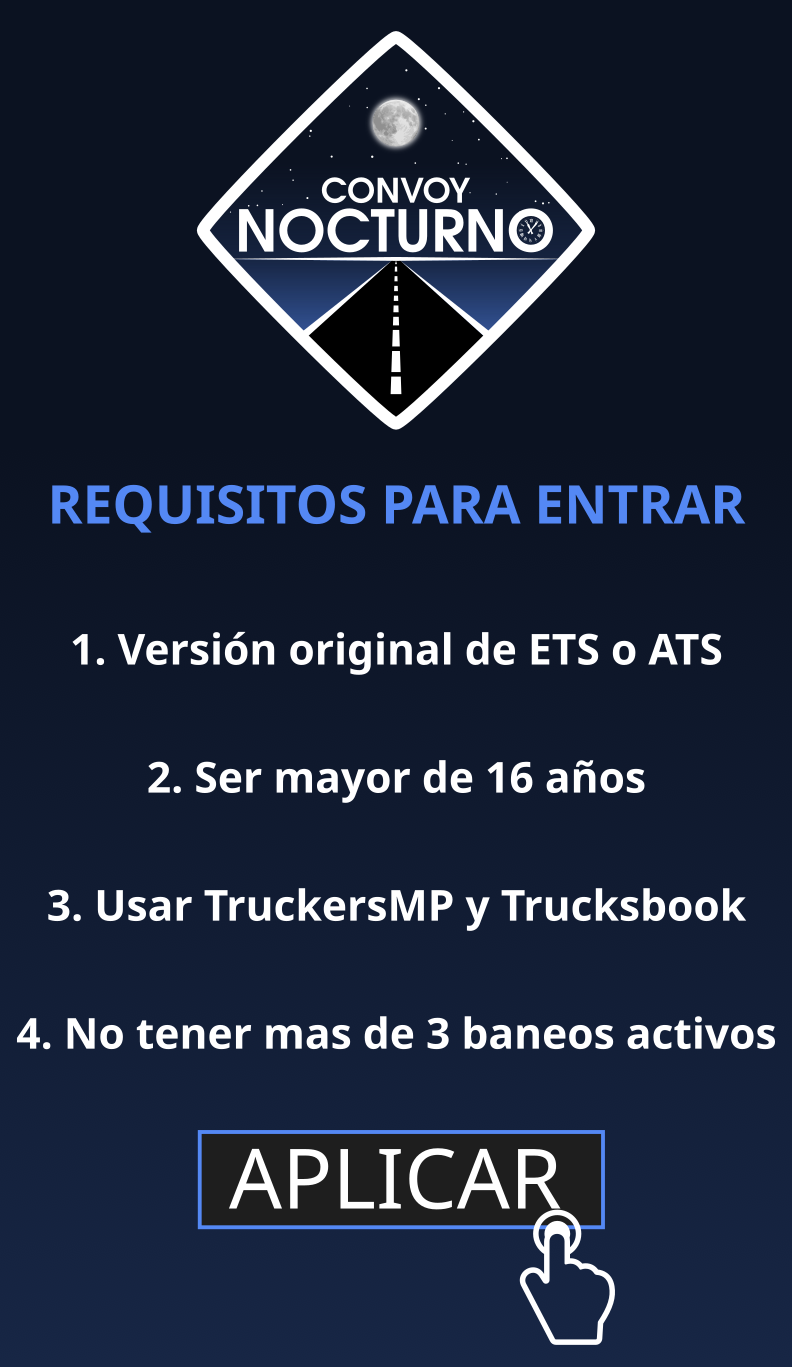 CONVOY
NOCTURNO
REQUISITOS PARA ENTRAR
1. Versión original de ETS o ATS
2. Ser mayor de 16 años
3. Usar TruckersMP y Trucksbook
4. No tener mas de 3 baneos activos
APLICAR